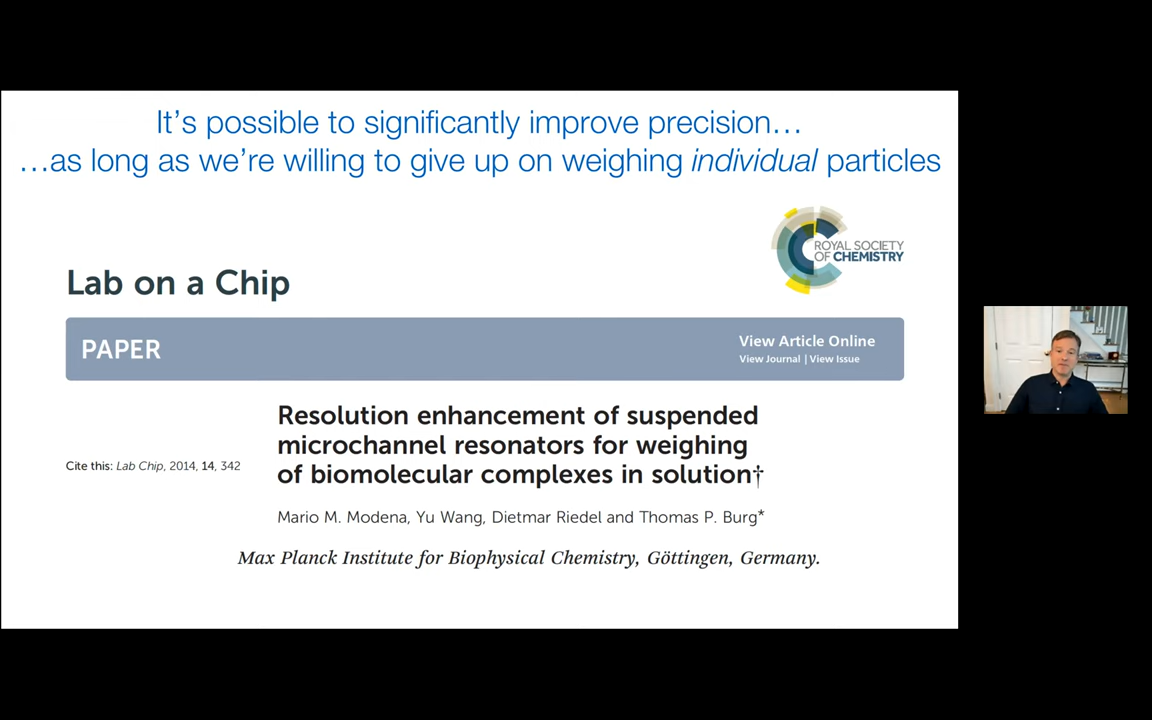 It's possible to significantly improve precision…
…as long as we're willing to give up on weighing individual particles
ROYAL SOCIETY
OF CHEMISTRY
Lab on a Chip
PAPER
View Article Online
View Journal | View Issue
Resolution enhancement of suspended
microchannel resonators for weighing
of biomolecular complexes in solution†
Cite this: Lab Chip, 2014, 14, 342
Mario M. Modena, Yu Wang, Dietmar Riedel and Thomas P. Burg*
Max Planck Institute for Biophysical Chemistry, Göttingen, Germany.